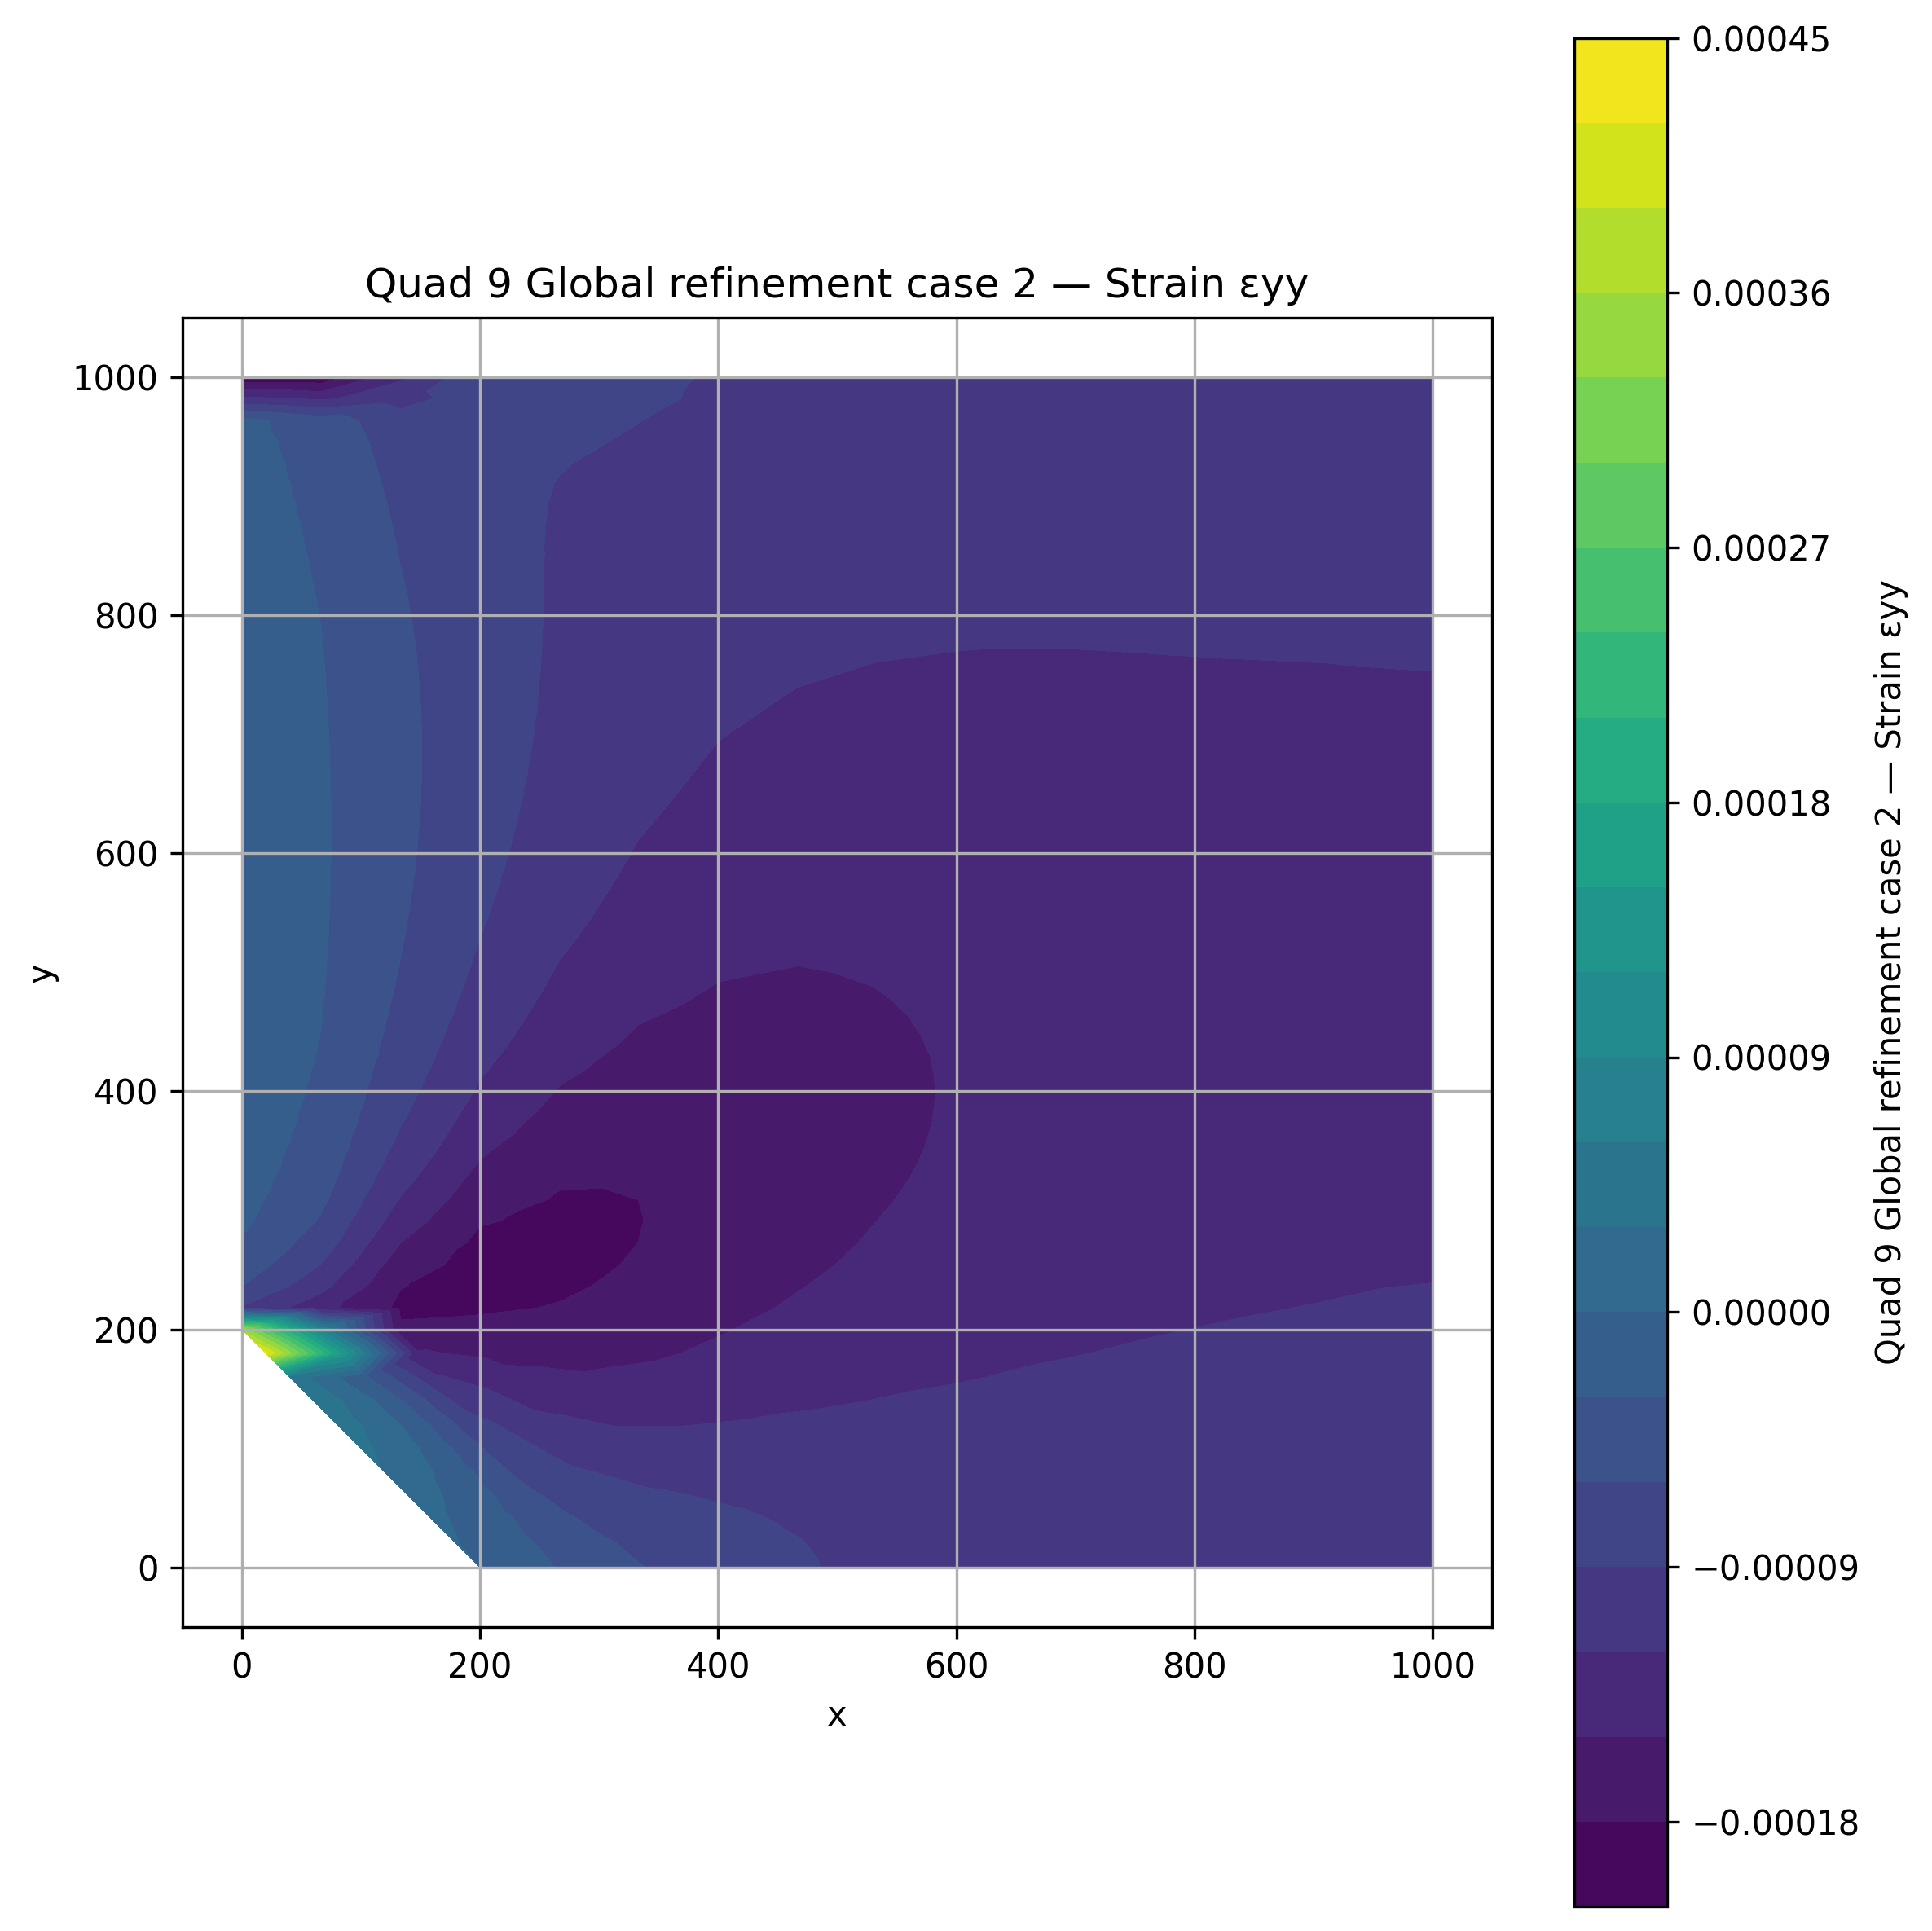 Quad 9 Global refinement case 2 — Strain εyy
1000
800
600
400
200
0
y
0 200 400 600 800 1000
x
0.00045
0.00036
0.00027
0.00018
0.00009
0.00000
−0.00009
−0.00018
Quad 9 Global refinement case 2 — Strain εyy